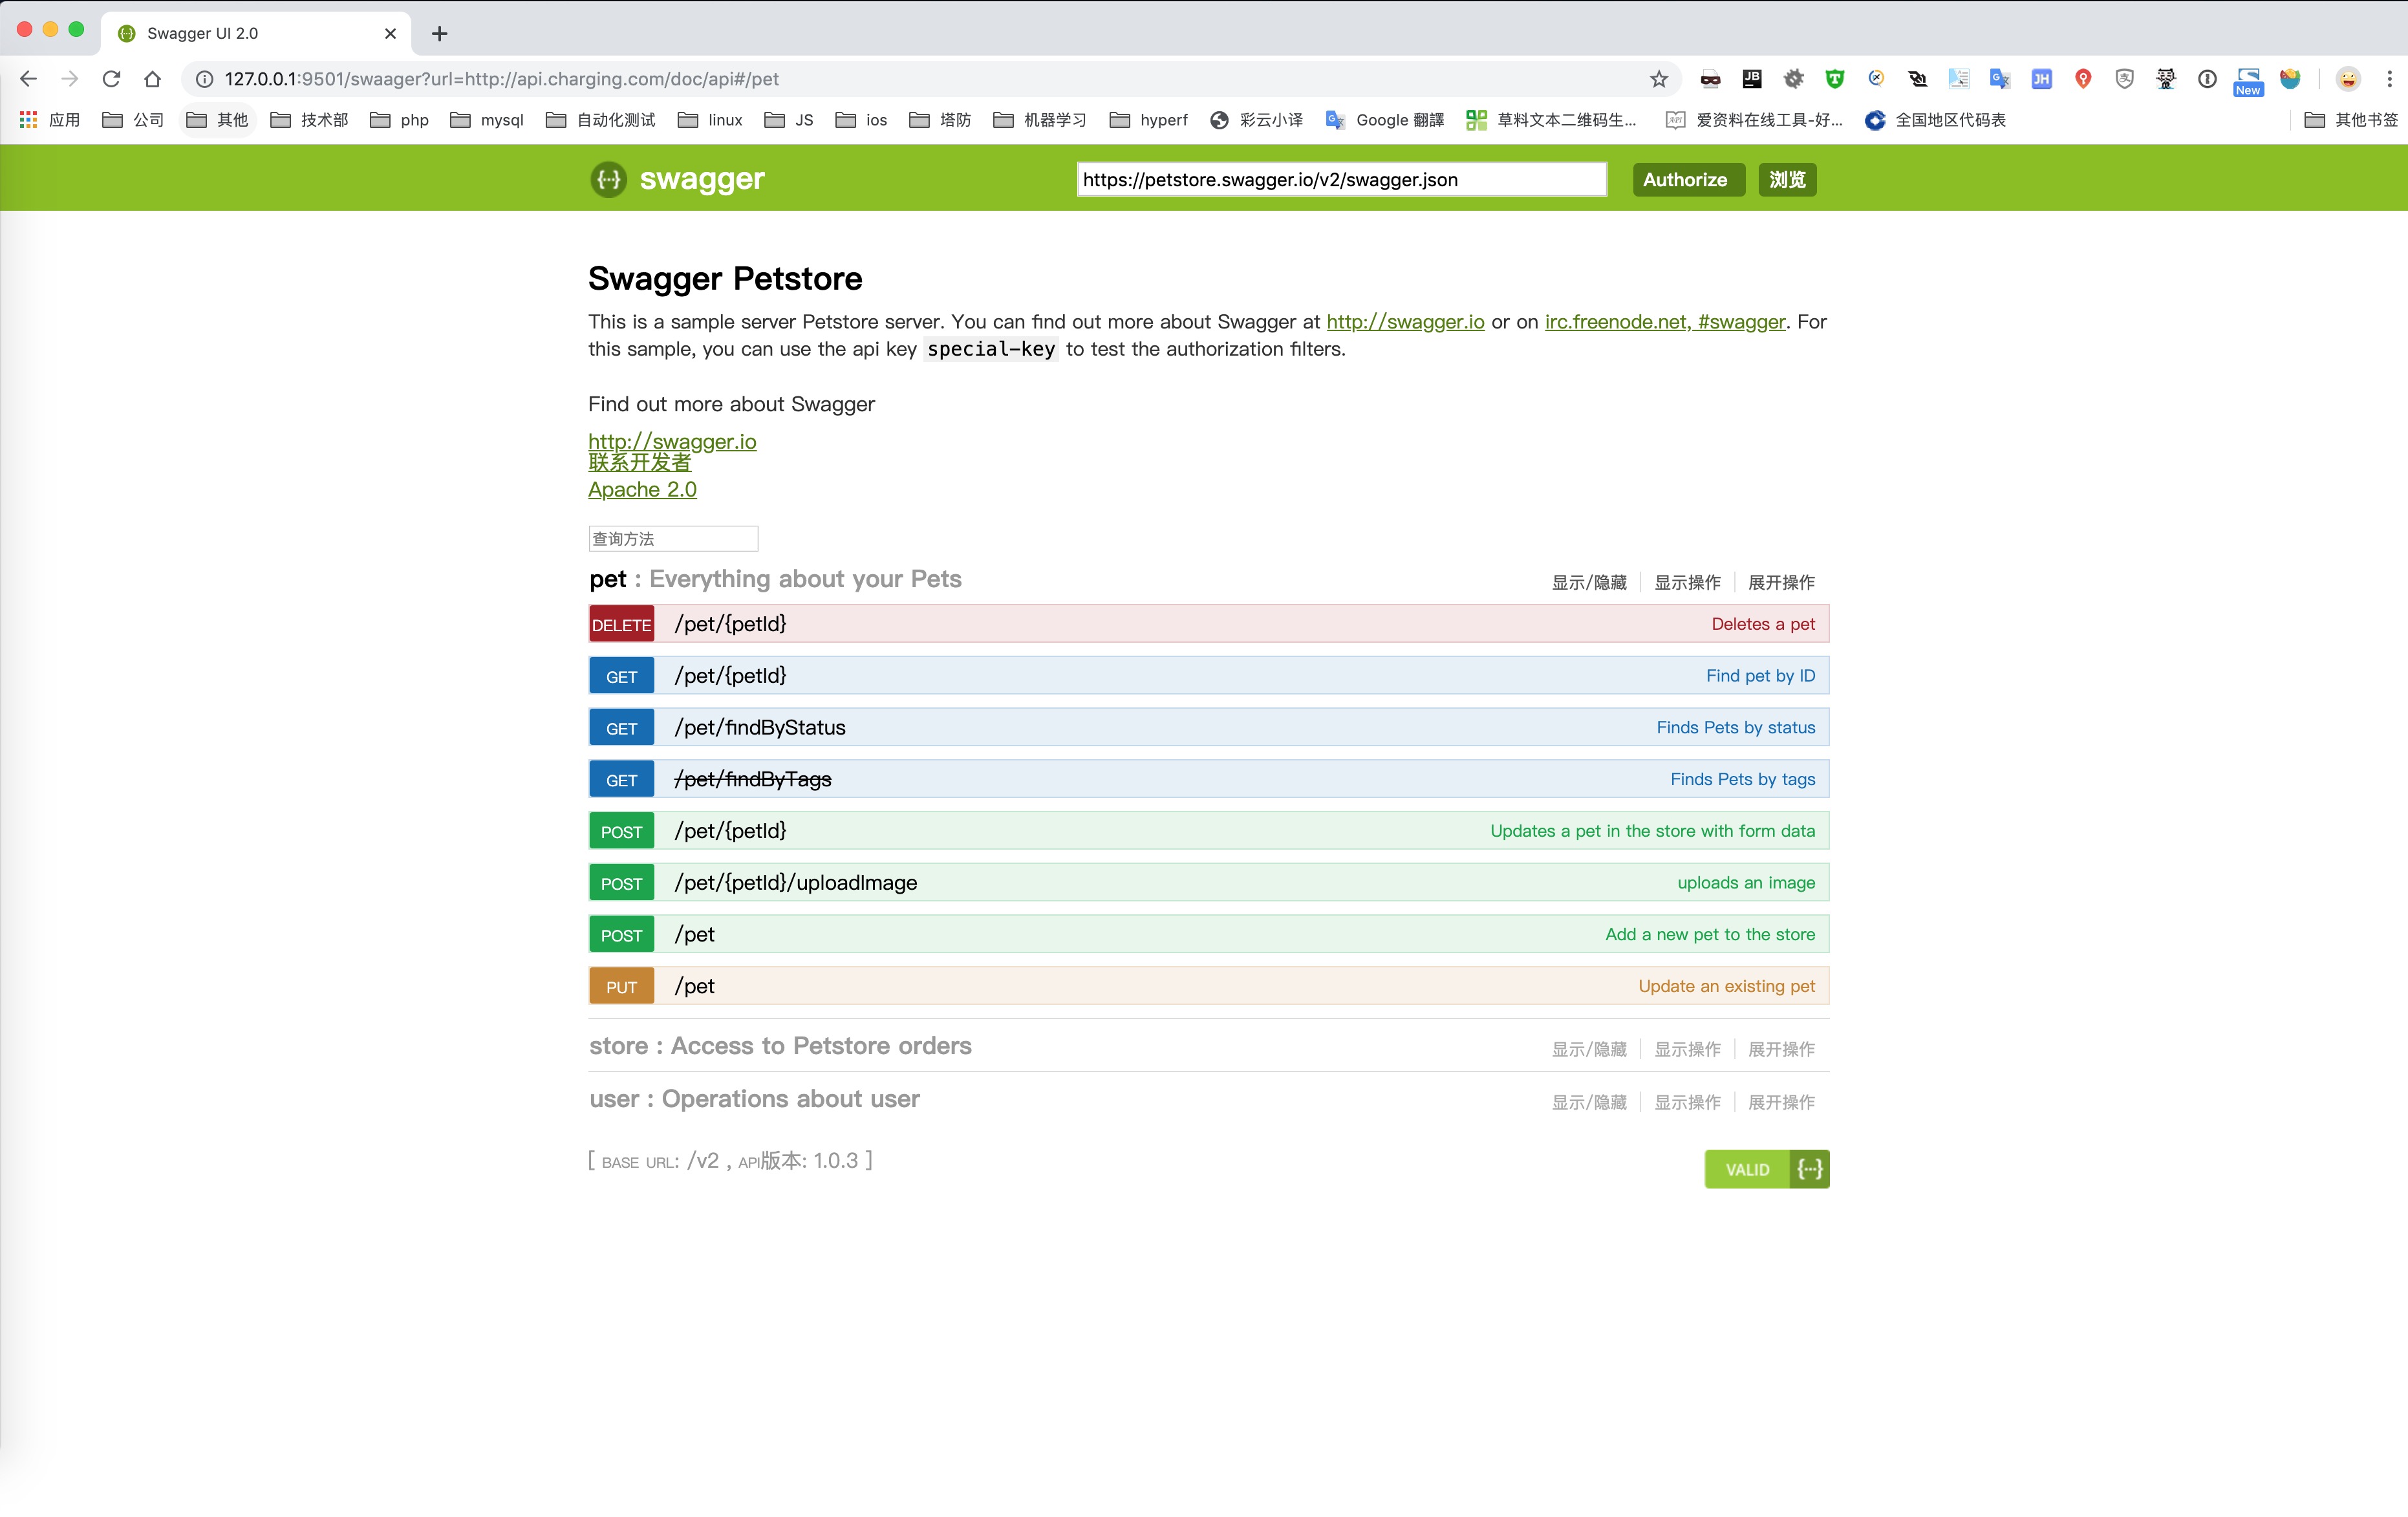 Swagger UI 2.0
127.0.0.1:9501/swaager?url=http://api.charging.com/doc/api#/pet
New
应用 公司 其他 技术部 php mysql 自动化测试 linux JS ios 塔防 机器学习 hyperf 彩云小译 Google 翻譯 草料文本二维码生... 爱资料在线工具-好... 全国地区代码表 其他书签
swagger https://petstore.swagger.io/v2/swagger.json Authorize 浏览
Swagger Petstore
This is a sample server Petstore server. You can find out more about Swagger at http://swagger.io or on irc.freenode.net, #swagger. For
this sample, you can use the api key special-key to test the authorization filters.
Find out more about Swagger
http://swagger.io
联系开发者
Apache 2.0
查询方法
pet : Everything about your Pets 显示/隐藏 显示操作 展开操作
DELETE /pet/{petId} Deletes a pet
GET /pet/{petId} Find pet by ID
GET /pet/findByStatus Finds Pets by status
GET /pet/findByTags Finds Pets by tags
POST /pet/{petId} Updates a pet in the store with form data
POST /pet/{petId}/uploadImage uploads an image
POST /pet Add a new pet to the store
PUT /pet Update an existing pet
store : Access to Petstore orders 显示/隐藏 显示操作 展开操作
user : Operations about user 显示/隐藏 显示操作 展开操作
[ BASE URL: /v2 , API版本: 1.0.3 ]
VALID {...}